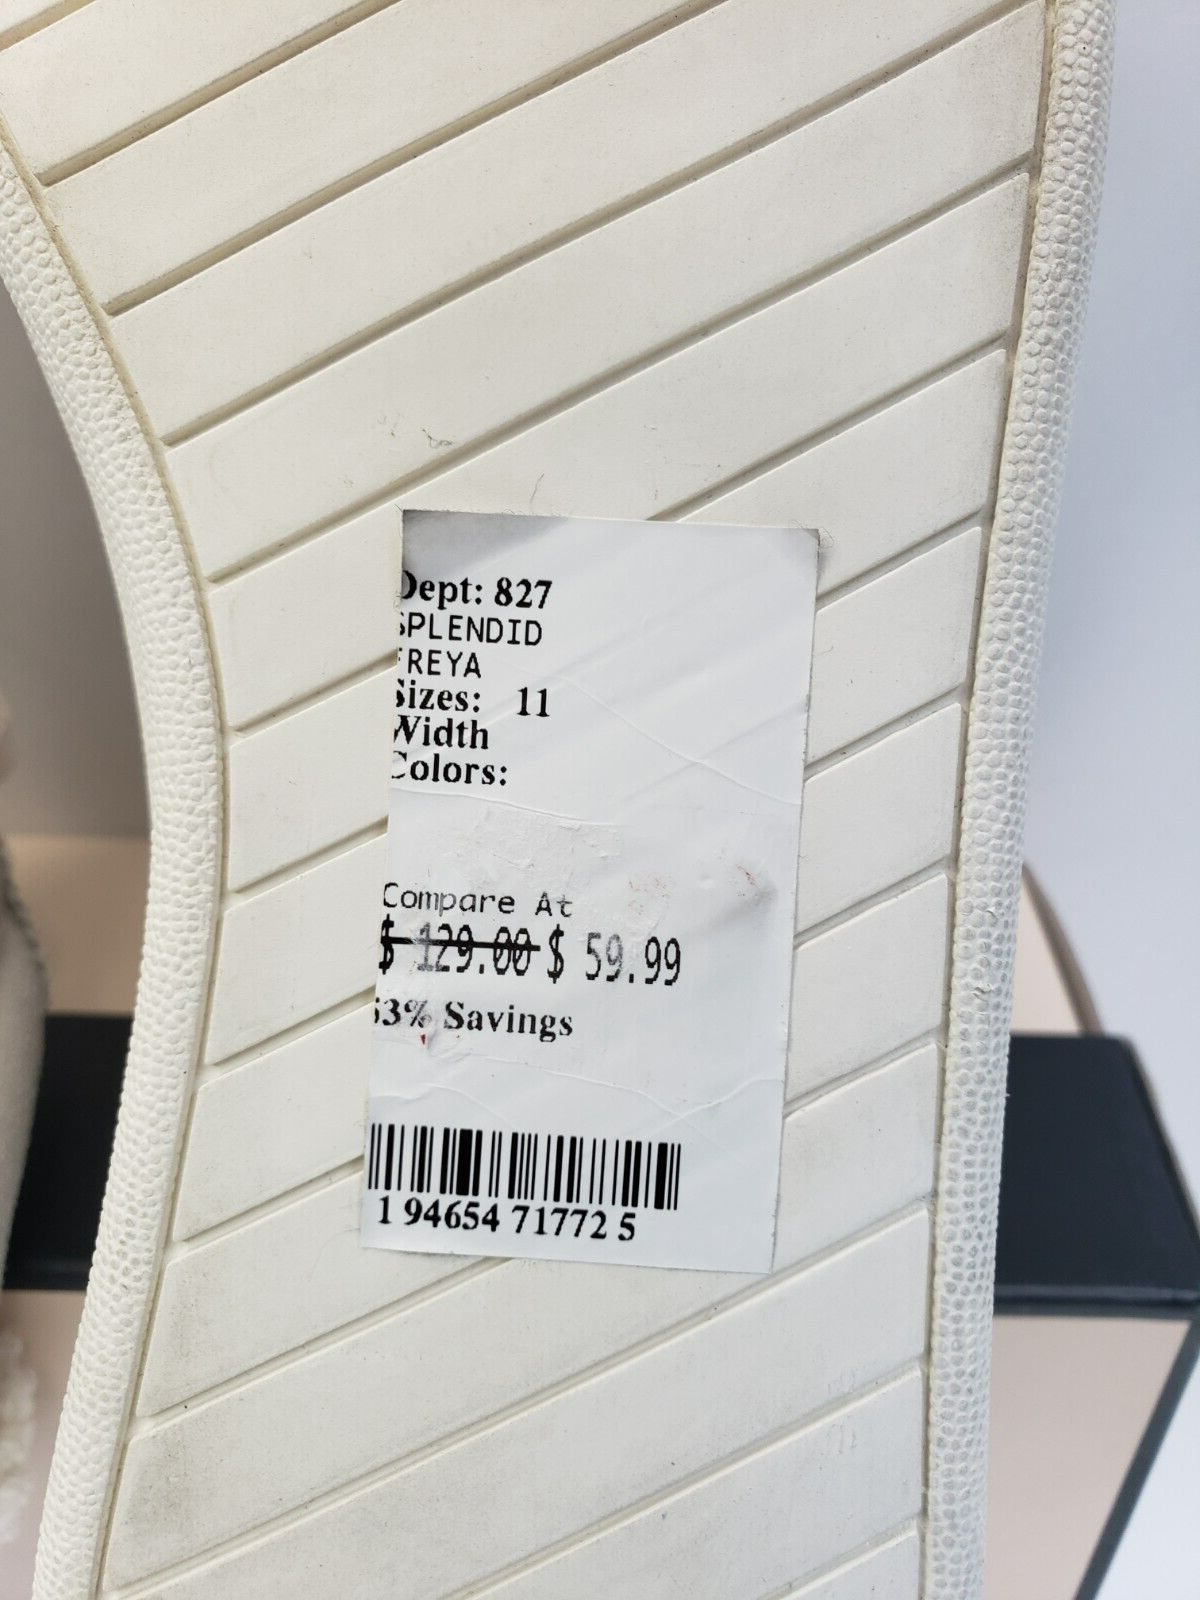 Dept: 827
SPLENDID
FREYA
Sizes: 11
Width
Colors:
Compare At
$ 129.00 $ 59.99
53% Savings
1 94654 71772 5